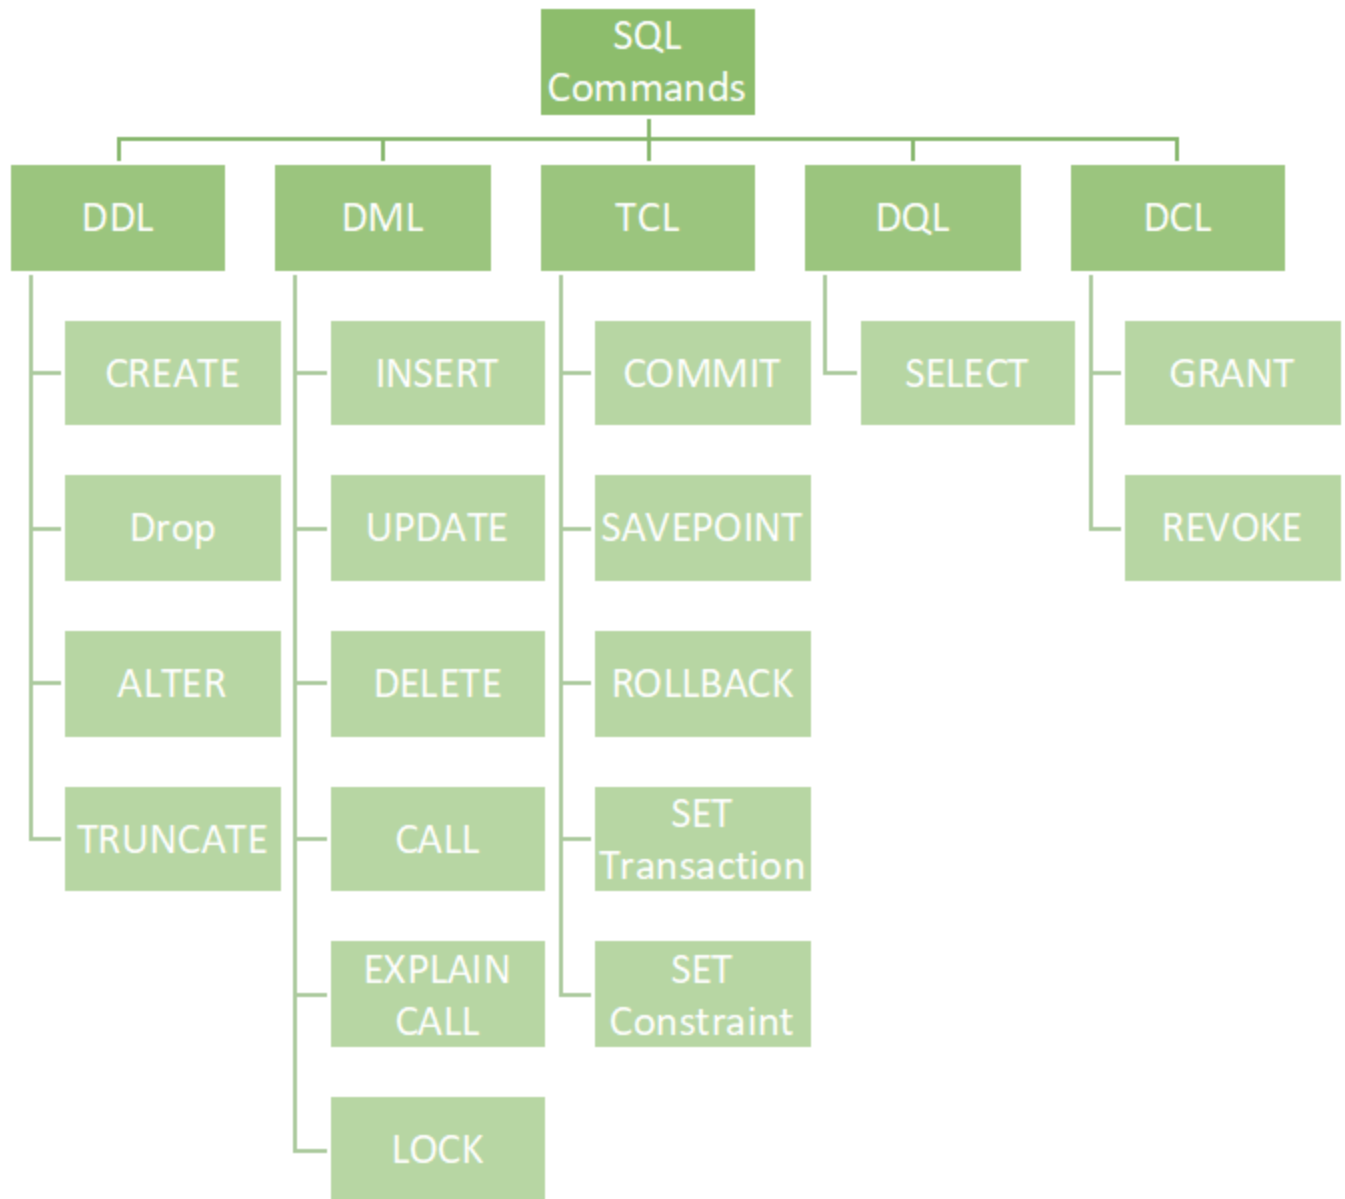 SQL
Commands
DDL
DML
TCL
DQL
DCL
CREATE
INSERT
COMMIT
SELECT
GRANT
Drop
UPDATE
SAVEPOINT
REVOKE
ALTER
DELETE
ROLLBACK
TRUNCATE
CALL
SET
Transaction
EXPLAIN
CALL
SET
Constraint
LOCK